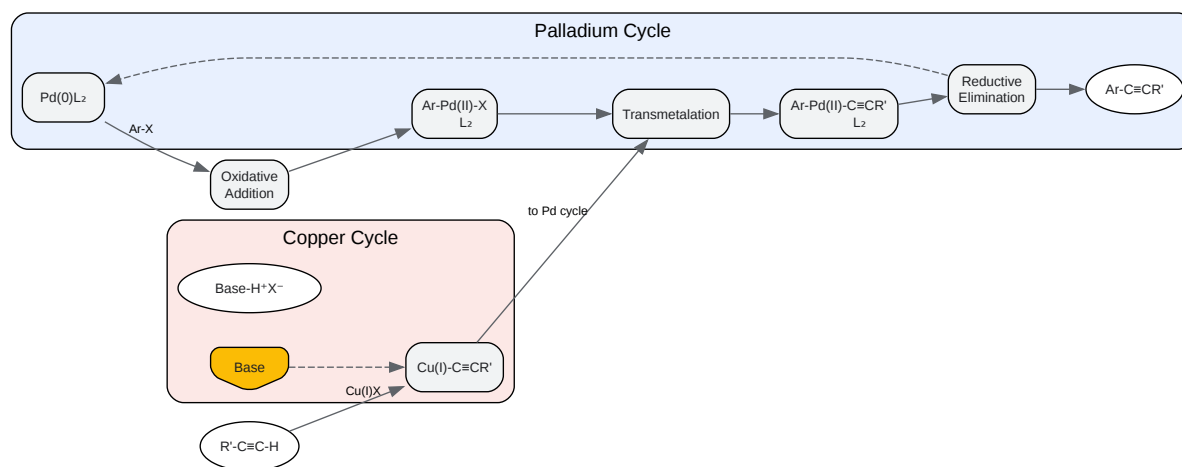 Palladium Cycle
Pd(0)L₂
Ar-X
Oxidative
Addition
Ar-Pd(II)-X
L₂
Transmetalation
Ar-Pd(II)-C≡CR'
L₂
Reductive
Elimination
Ar-C≡CR'
to Pd cycle
Copper Cycle
Base-H⁺X⁻
Base
Cu(I)-C≡CR'
Cu(I)X
R'-C≡C-H